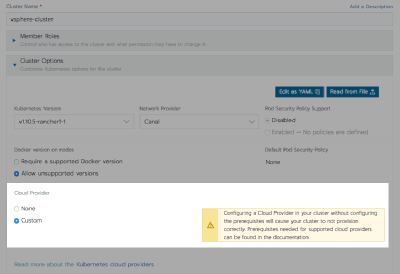 Cluster Name *
Add a Description
vsphere-cluster
Member Roles
Control who has access to the cluster and what permission they have to change it.
Cluster Options
Customize Kubernetes options for the cluster
Edit as YAML
Read from File
Kubernetes Version
Network Provider
Pod Security Policy Support
v1.10.5-rancher1-1
Canal
Disabled
Enabled — No policies are defined
Docker version on nodes
Default Pod Security Policy
Require a supported Docker version
None
Allow unsupported versions
Cloud Provider
None
Custom
Configuring a Cloud Provider in your cluster without configuring
the prerequisites will cause your cluster to not provision
correctly. Prerequisites needed for supported cloud providers
can be found in the documentation.
Read more about the Kubernetes cloud providers